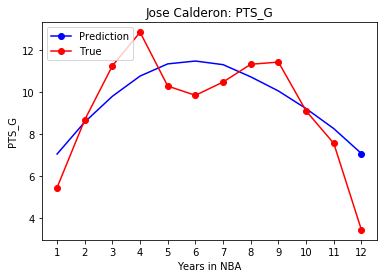 Jose Calderon: PTS_G
Prediction
True
12
10
8
6
4
PTS_G
1 2 3 4 5 6 7 8 9 10 11 12
Years in NBA